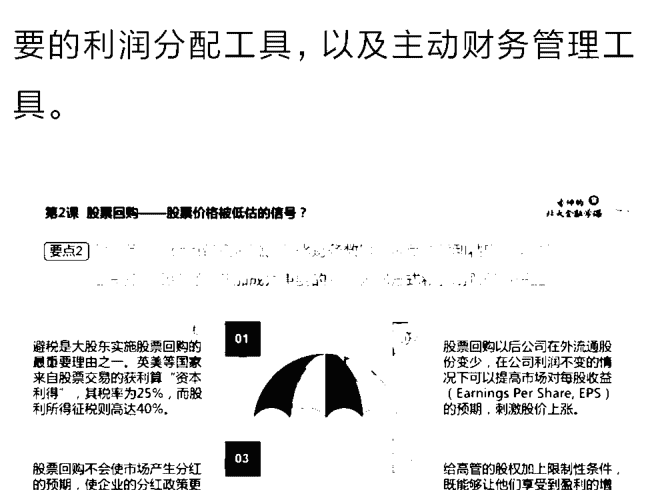 要的利润分配工具，以及主动财务管理工
具。
第2课 股票回购——股票价格被低估的信号？
香帅的
北大金融学课
要点2
避税是大股东实施股票回购的
最重要理由之一。英美等国家
来自股票交易的获利算“资本
利得”，其税率为25%，而股
利所得征税则高达40%。
01
股票回购以后公司在外流通股
份变少，在公司利润不变的情
况下可以提高市场对每股收益
（Earnings Per Share, EPS）
的预期，刺激股价上涨。
股票回购不会使市场产生分红
的预期，使企业的分红政策更
03
给高管的股权加上限制性条件，
既能够让他们享受到盈利的增